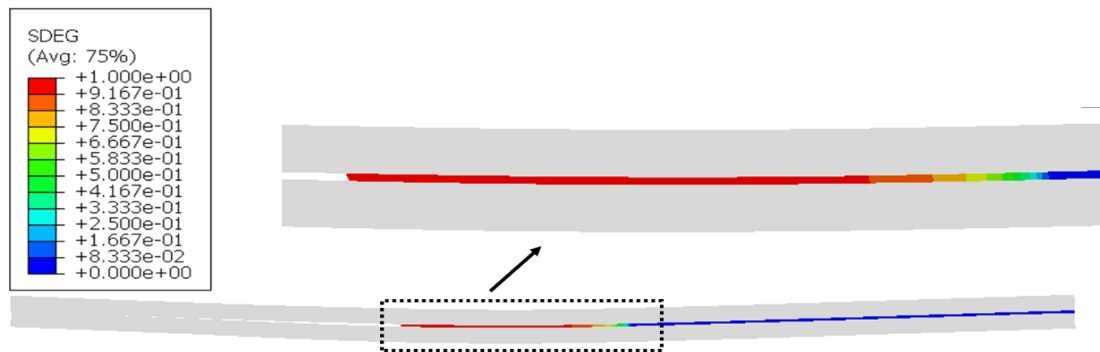 SDEG
(Avg: 75%)
+1.000e+00
+9.167e-01
+8.333e-01
+7.500e-01
+6.667e-01
+5.833e-01
+5.000e-01
+4.167e-01
+3.333e-01
+2.500e-01
+1.667e-01
+8.333e-02
+0.000e+00